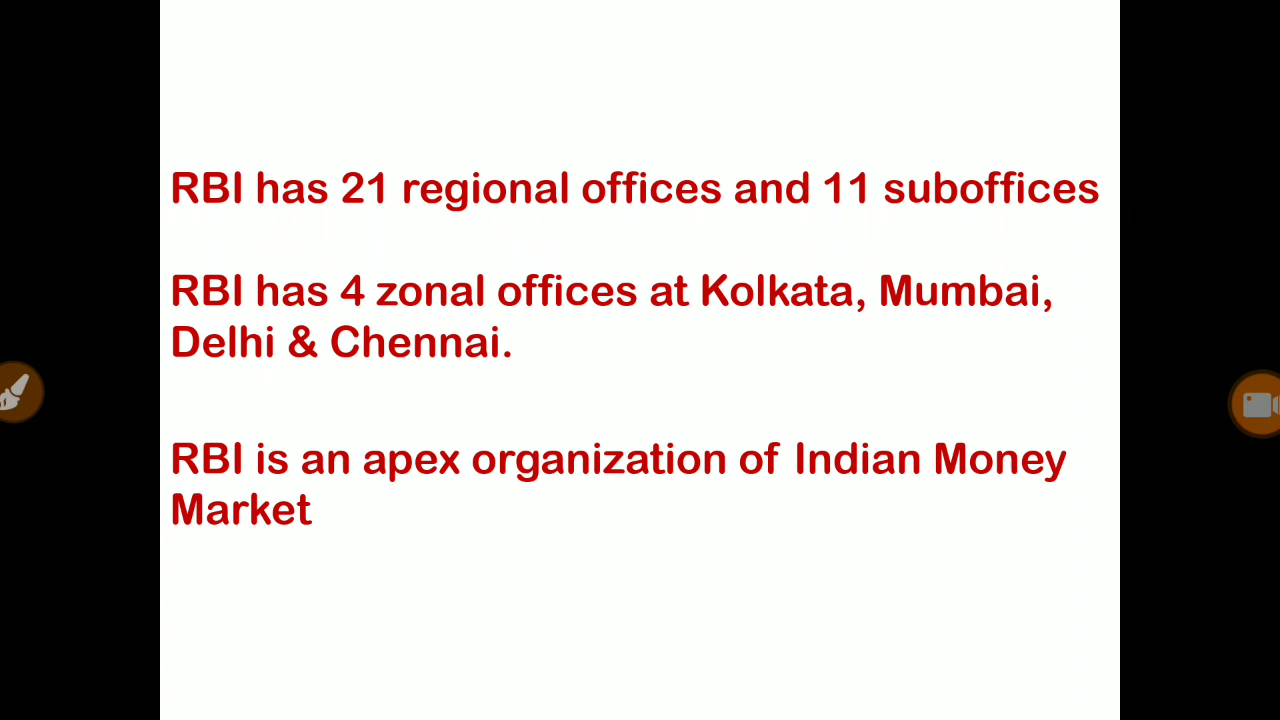 RBI has 21 regional offices and 11 suboffices
RBI has 4 zonal offices at Kolkata, Mumbai,
Delhi & Chennai.
RBI is an apex organization of Indian Money
Market